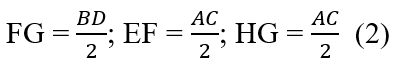 FG = BD/2; EF = AC/2; HG = AC/2 (2)